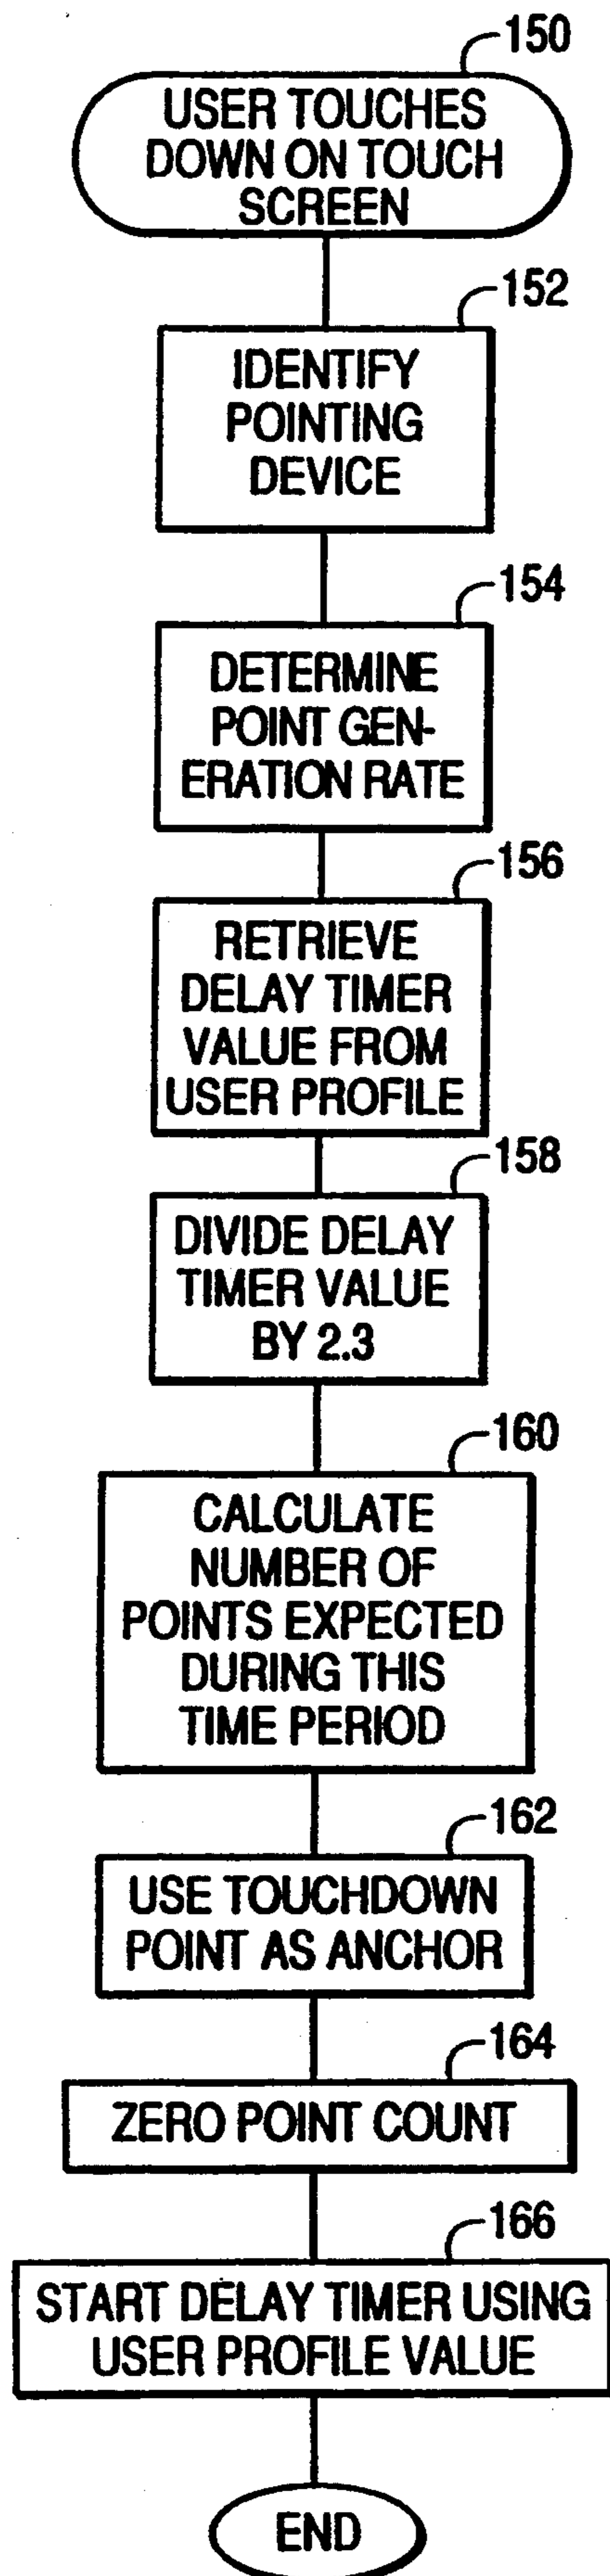 150
USER TOUCHES
DOWN ON TOUCH
SCREEN
152
IDENTIFY
POINTING
DEVICE
154
DETERMINE
POINT GEN-
ERATION RATE
156
RETRIEVE
DELAY TIMER
VALUE FROM
USER PROFILE
158
DIVIDE DELAY
TIMER VALUE
BY 2.3
160
CALCULATE
NUMBER OF
POINTS EXPECTED
DURING THIS
TIME PERIOD
162
USE TOUCHDOWN
POINT AS ANCHOR
164
ZERO POINT COUNT
166
START DELAY TIMER USING
USER PROFILE VALUE
END